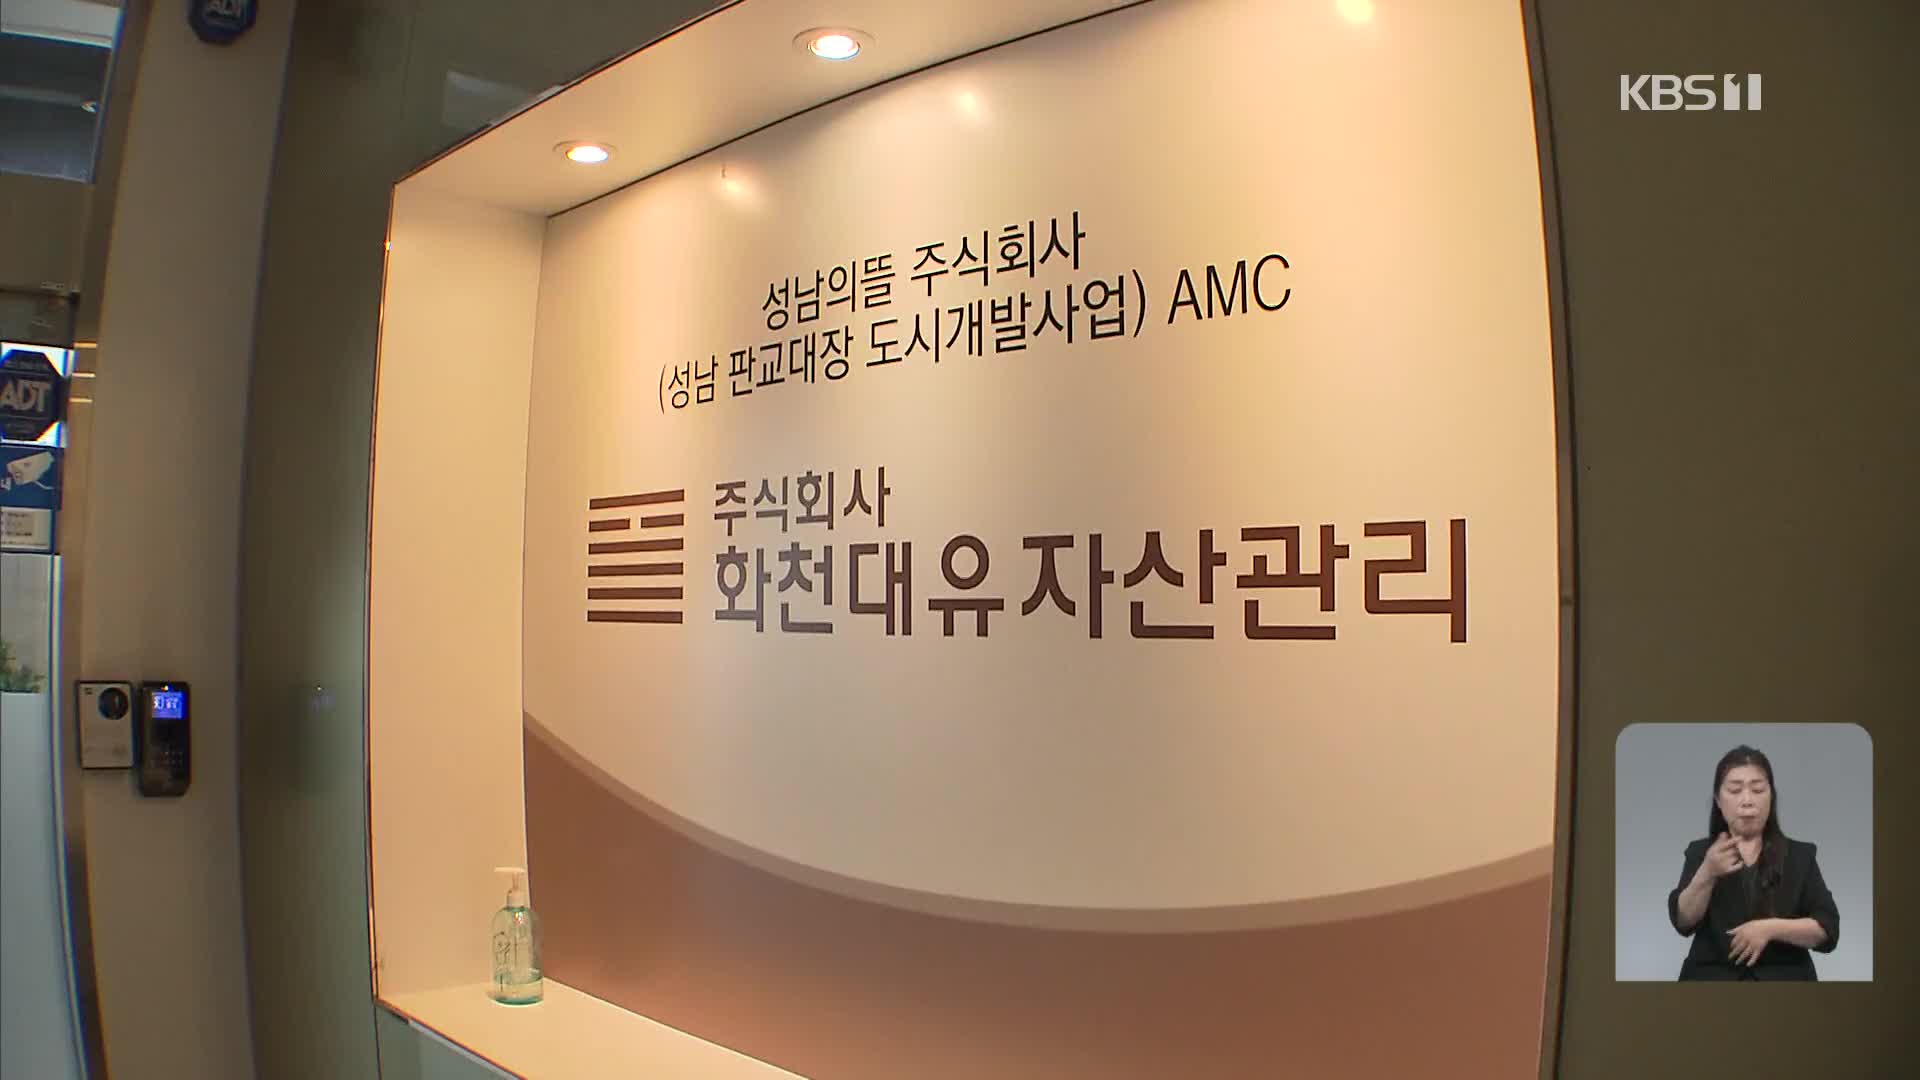 ADT
KBS 1
성남의뜰 주식회사
(성남 판교대장 도시개발사업) AMC
주식회사
화천대유자산관리
ADT